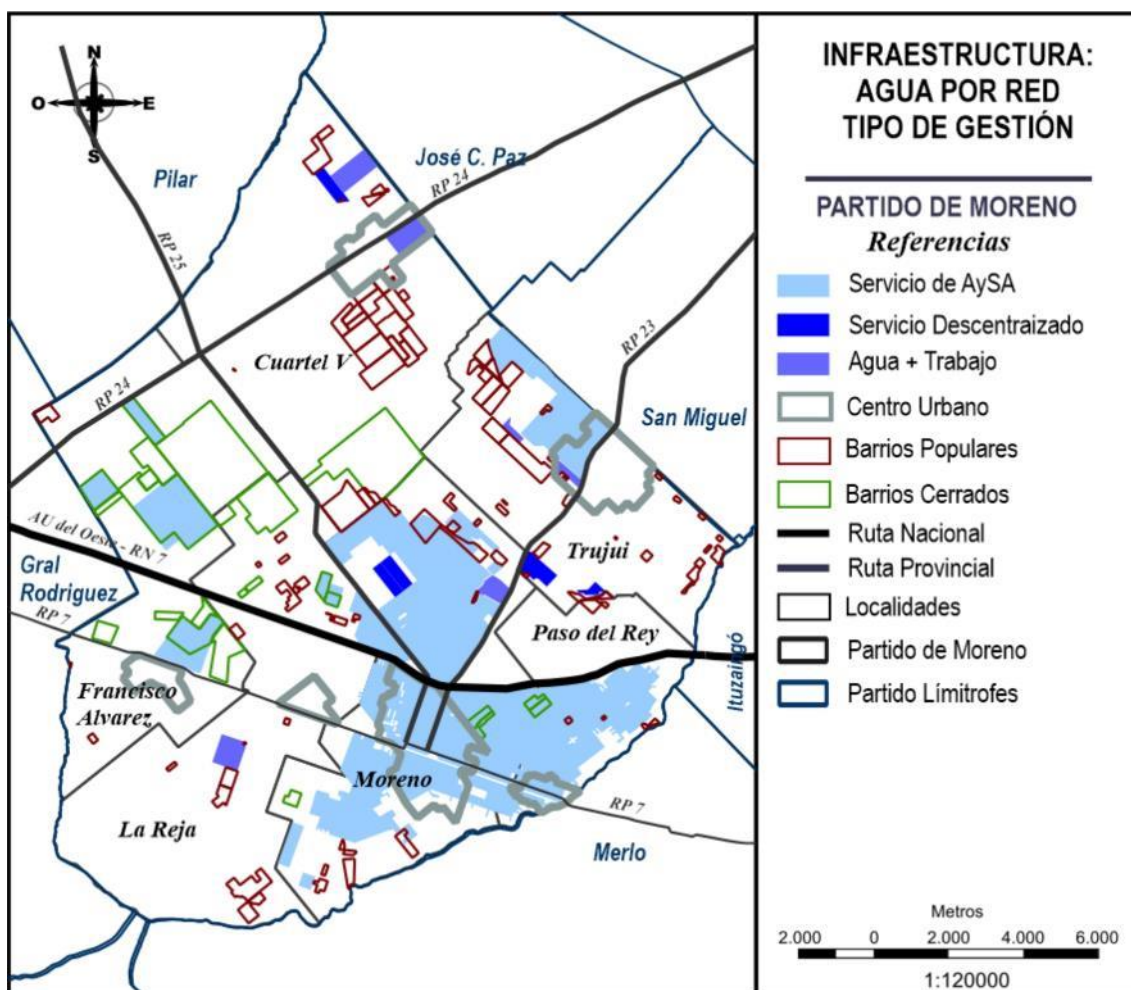 N
O
E
S
Pilar
José C. Paz
RP 24
RP 25
Cuartel V
RP 23
San Miguel
RP 24
AU del Oeste - RN 7
Gral
Rodriguez
RP 7
Trujui
Paso del Rey
Ituzaingó
Francisco
Alvarez
Moreno
La Reja
RP 7
Merlo
INFRAESTRUCTURA:
AGUA POR RED
TIPO DE GESTIÓN
PARTIDO DE MORENO
Referencias
Servicio de AySA
Servicio Descentraizado
Agua + Trabajo
Centro Urbano
Barrios Populares
Barrios Cerrados
Ruta Nacional
Ruta Provincial
Localidades
Partido de Moreno
Partido Límitrofes
Metros
2.000 0 2.000 4.000 6.000
1:120000